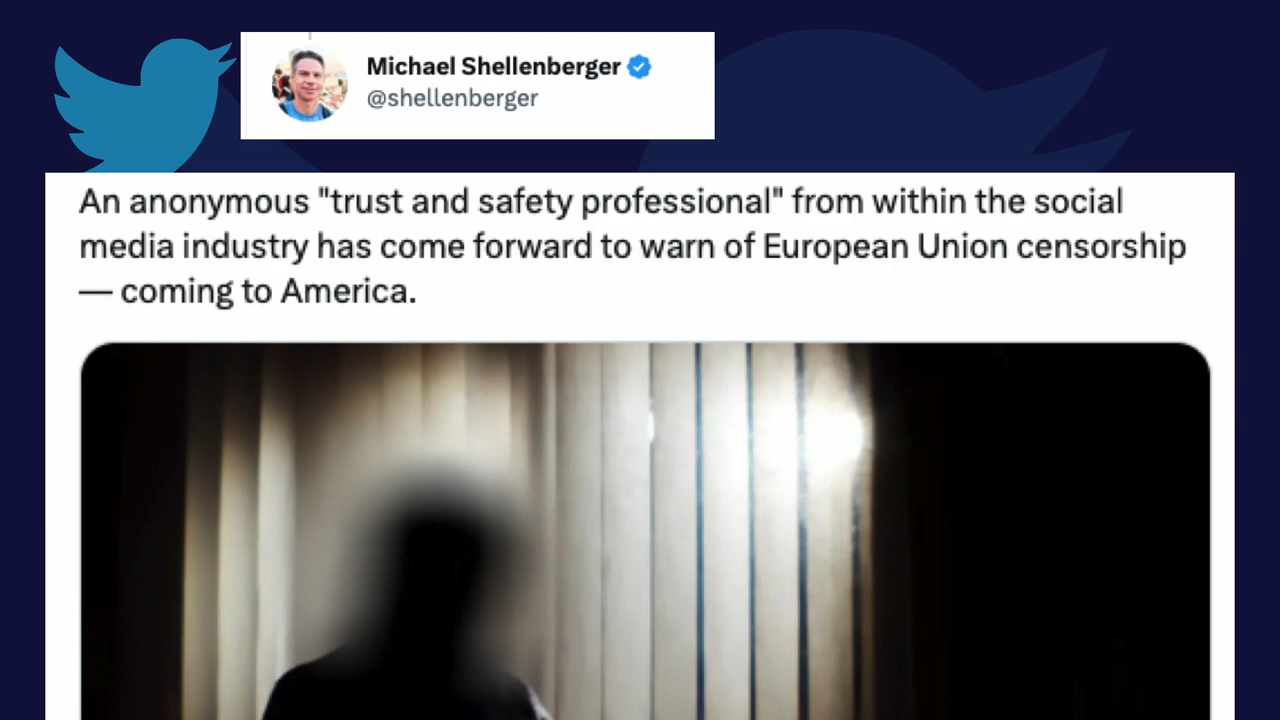 Michael Shellenberger
@shellenberger
An anonymous "trust and safety professional" from within the social
media industry has come forward to warn of European Union censorship
— coming to America.